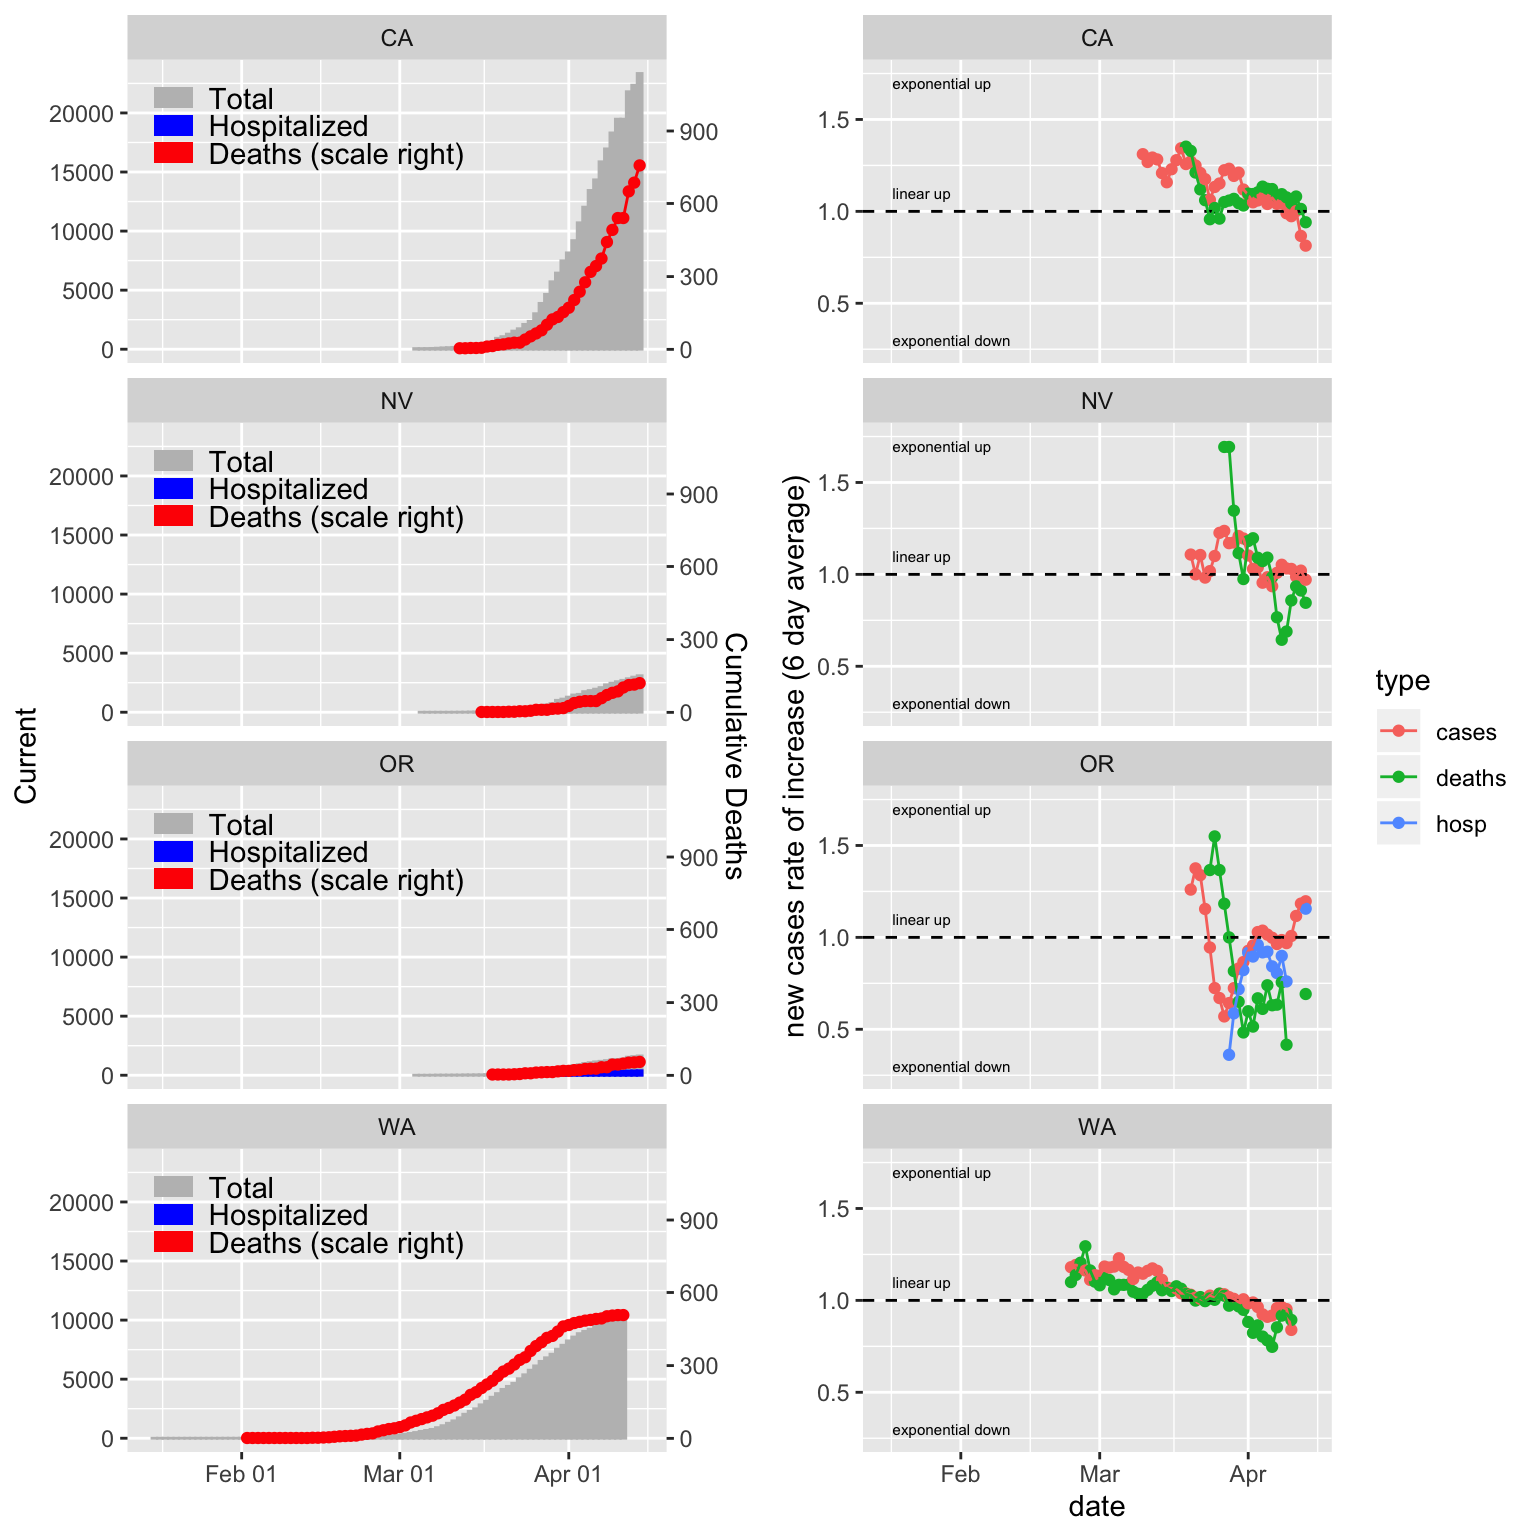 CA
Total
Hospitalized
Deaths (scale right)
20000
15000
10000
5000
0
900
600
300
0
NV
Total
Hospitalized
Deaths (scale right)
20000
15000
10000
5000
0
900
600
300
0
OR
Total
Hospitalized
Deaths (scale right)
20000
15000
10000
5000
0
900
600
300
0
WA
Total
Hospitalized
Deaths (scale right)
20000
15000
10000
5000
0
900
600
300
0
Feb 01
Mar 01
Apr 01
Current
Cumulative Deaths
CA
exponential up
linear up
exponential down
1.5
1.0
0.5
NV
exponential up
linear up
exponential down
1.5
1.0
0.5
OR
exponential up
linear up
exponential down
1.5
1.0
0.5
WA
exponential up
linear up
exponential down
1.5
1.0
0.5
Feb
Mar
Apr
date
new cases rate of increase (6 day average)
type
cases
deaths
hosp